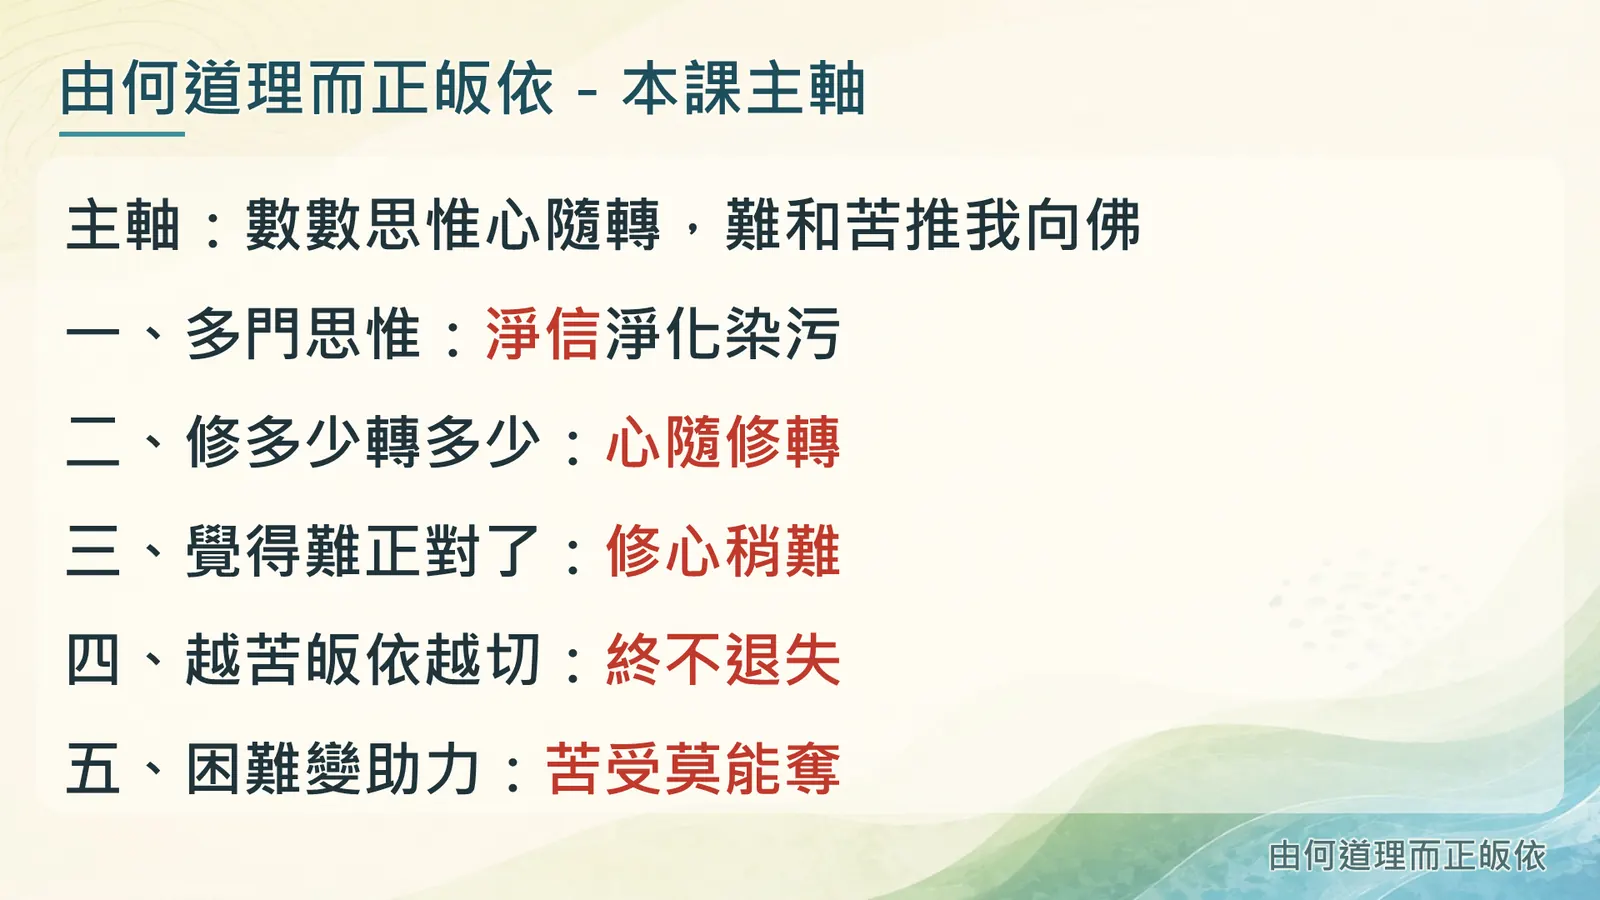 由何道理而正皈依 - 本課主軸
主軸：數數思惟心隨轉，難和苦推我向佛
一、多門思惟：淨信淨化染污
二、修多少轉多少：心隨修轉
三、覺得難正對了：修心稍難
四、越苦皈依越切：終不退失
五、困難變助力：苦受莫能奪
由何道理而正皈依